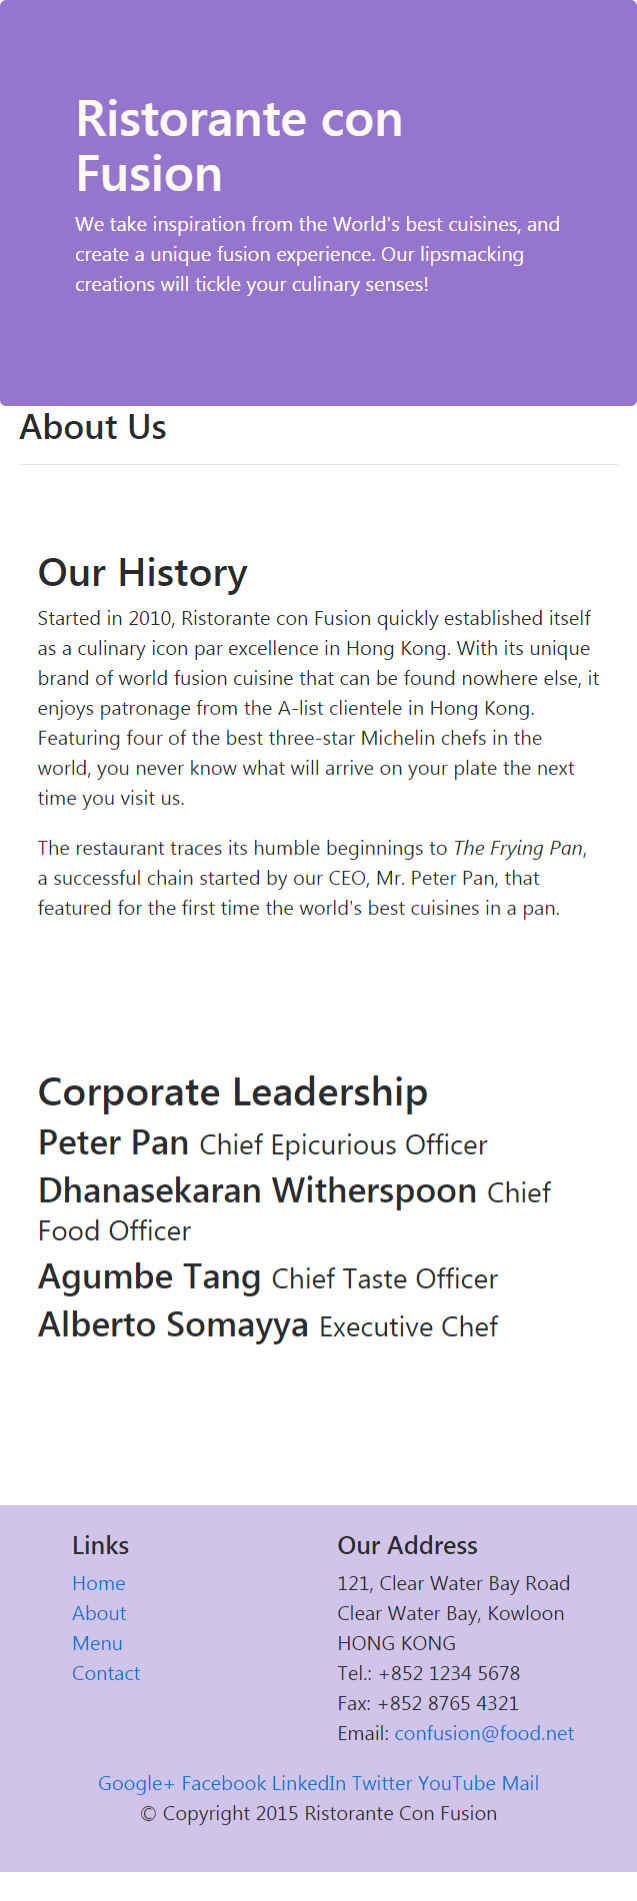 Ristorante con
Fusion
We take inspiration from the World's best cuisines, and
create a unique fusion experience. Our lipsmacking
creations will tickle your culinary senses!
About Us
Our History
Started in 2010, Ristorante con Fusion quickly established itself
as a culinary icon par excellence in Hong Kong. With its unique
brand of world fusion cuisine that can be found nowhere else, it
enjoys patronage from the A-list clientele in Hong Kong.
Featuring four of the best three-star Michelin chefs in the
world, you never know what will arrive on your plate the next
time you visit us.
The restaurant traces its humble beginnings to The Frying Pan,
a successful chain started by our CEO, Mr. Peter Pan, that
featured for the first time the world's best cuisines in a pan.
Corporate Leadership
Peter Pan Chief Epicurious Officer
Dhanasekaran Witherspoon Chief
Food Officer
Agumbe Tang Chief Taste Officer
Alberto Somayya Executive Chef
Links
Home
About
Menu
Contact
Our Address
121, Clear Water Bay Road
Clear Water Bay, Kowloon
HONG KONG
Tel.: +852 1234 5678
Fax: +852 8765 4321
Email: confusion@food.net
Google+ Facebook LinkedIn Twitter YouTube Mail
© Copyright 2015 Ristorante Con Fusion